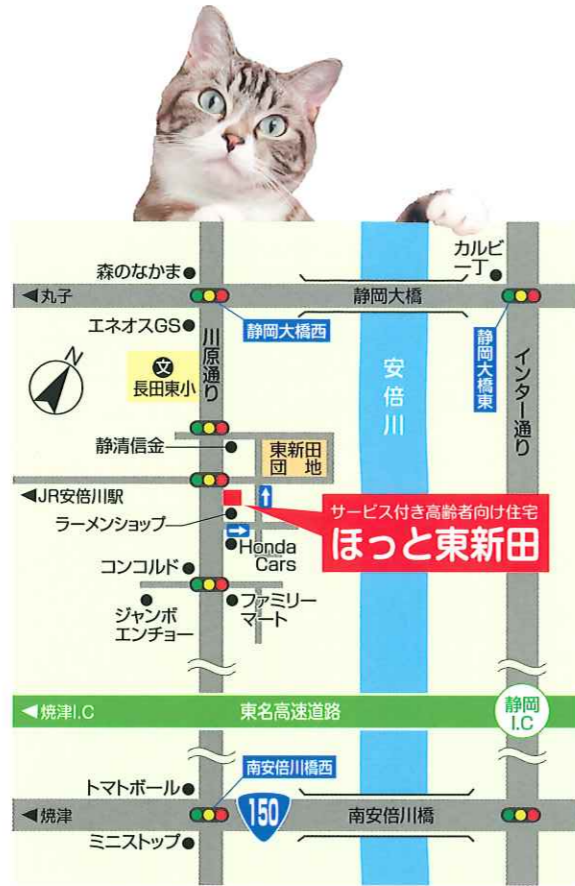 カルビ
一丁
森のなかま
◀丸子
静岡大橋
エネオスGS
静岡大橋西
静岡大橋東
N
川原通り
インター通り
文
長田東小
安倍川
静清信金
東新田
団地
◀JR安倍川駅
サービス付き高齢者向け住宅
ほっと東新田
ラーメンショップ
Honda
Cars
コンコルド
ジャンボ
エンチョー
ファミリー
マート
◀焼津I.C
東名高速道路
静岡
I.C
南安倍川橋西
トマトボール
◀焼津
150
南安倍川橋
ミニストップ